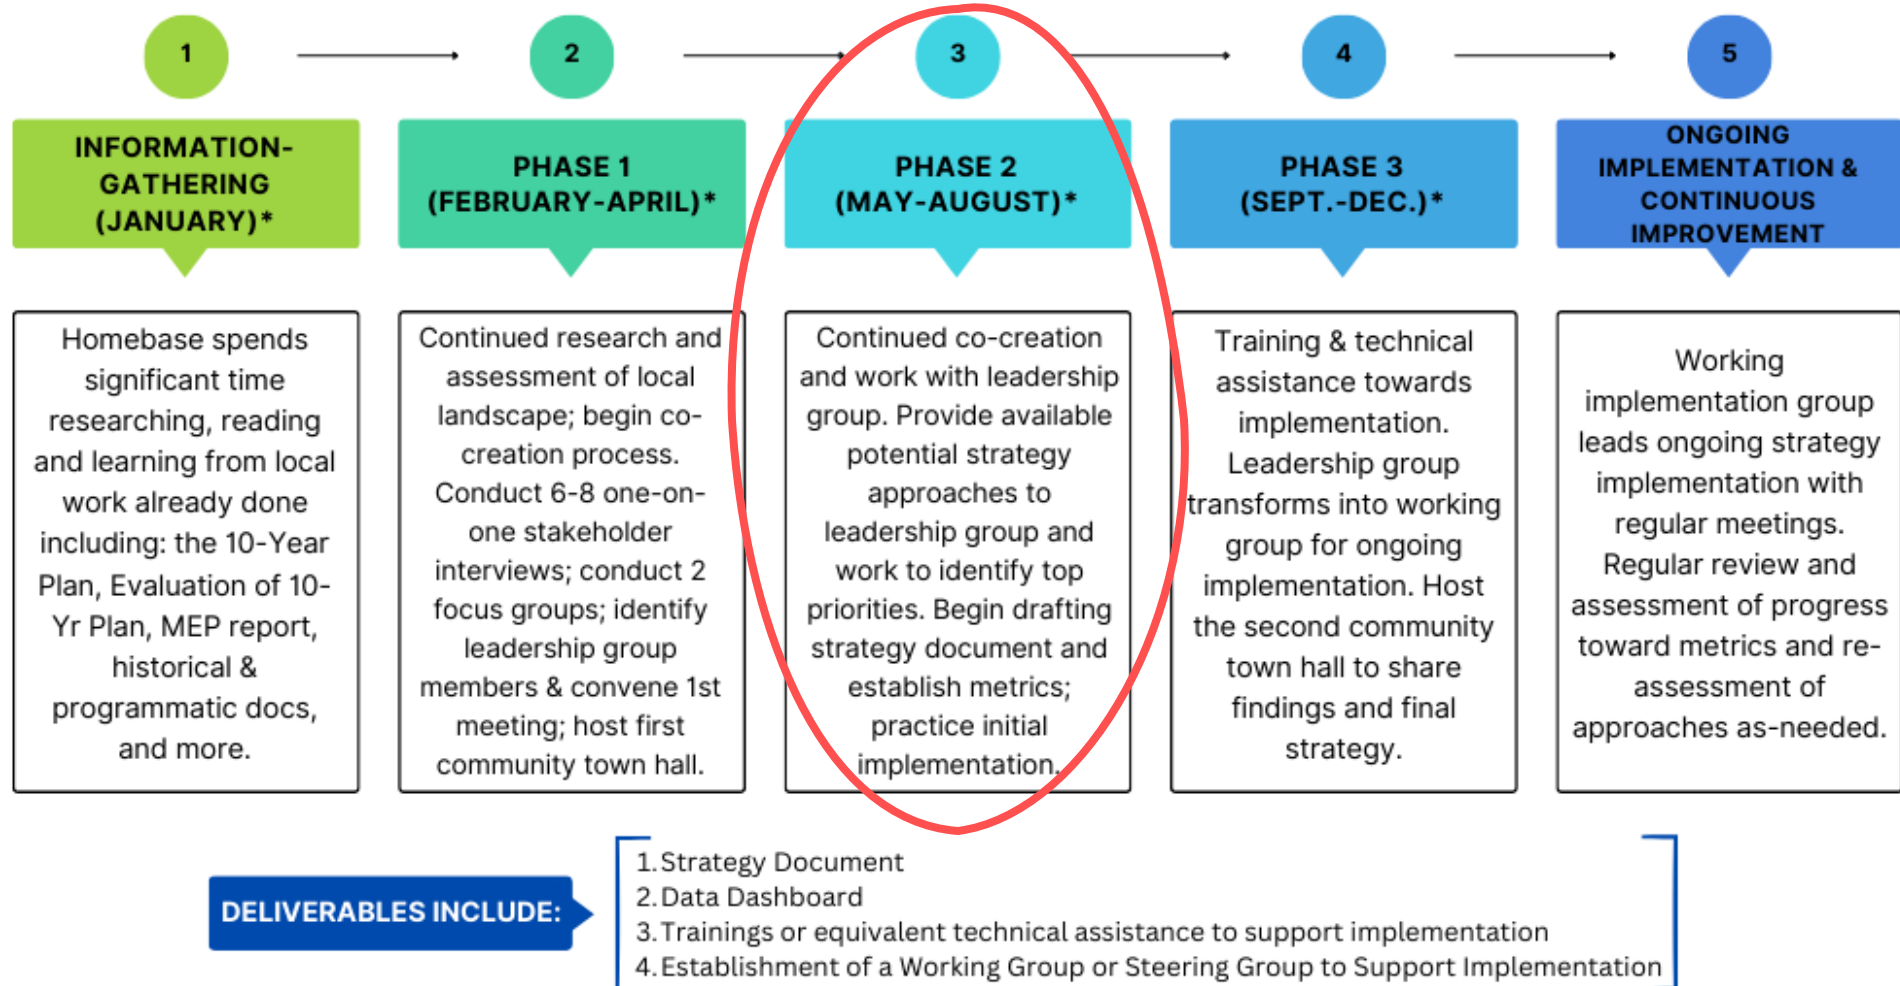 1
2
3
4
5
INFORMATION-
GATHERING
(JANUARY)*
PHASE 1
(FEBRUARY-APRIL)*
PHASE 2
(MAY-AUGUST)*
PHASE 3
(SEPT.-DEC.)*
ONGOING
IMPLEMENTATION &
CONTINUOUS
IMPROVEMENT
Homebase spends
significant time
researching, reading
and learning from local
work already done
including: the 10-Year
Plan, Evaluation of 10-
Yr Plan, MEP report,
historical &
programmatic docs,
and more.
Continued research and
assessment of local
landscape; begin co-
creation process.
Conduct 6-8 one-on-
one stakeholder
interviews; conduct 2
focus groups; identify
leadership group
members & convene 1st
meeting; host first
community town hall.
Continued co-creation
and work with leadership
group. Provide available
potential strategy
approaches to
leadership group and
work to identify top
priorities. Begin drafting
strategy document and
establish metrics;
practice initial
implementation.
Training & technical
assistance towards
implementation.
Leadership group
transforms into working
group for ongoing
implementation. Host
the second community
town hall to share
findings and final
strategy.
Working
implementation group
leads ongoing strategy
implementation with
regular meetings.
Regular review and
assessment of progress
toward metrics and re-
assessment of
approaches as-needed.
DELIVERABLES INCLUDE:
1. Strategy Document
2. Data Dashboard
3. Trainings or equivalent technical assistance to support implementation
4. Establishment of a Working Group or Steering Group to Support Implementation